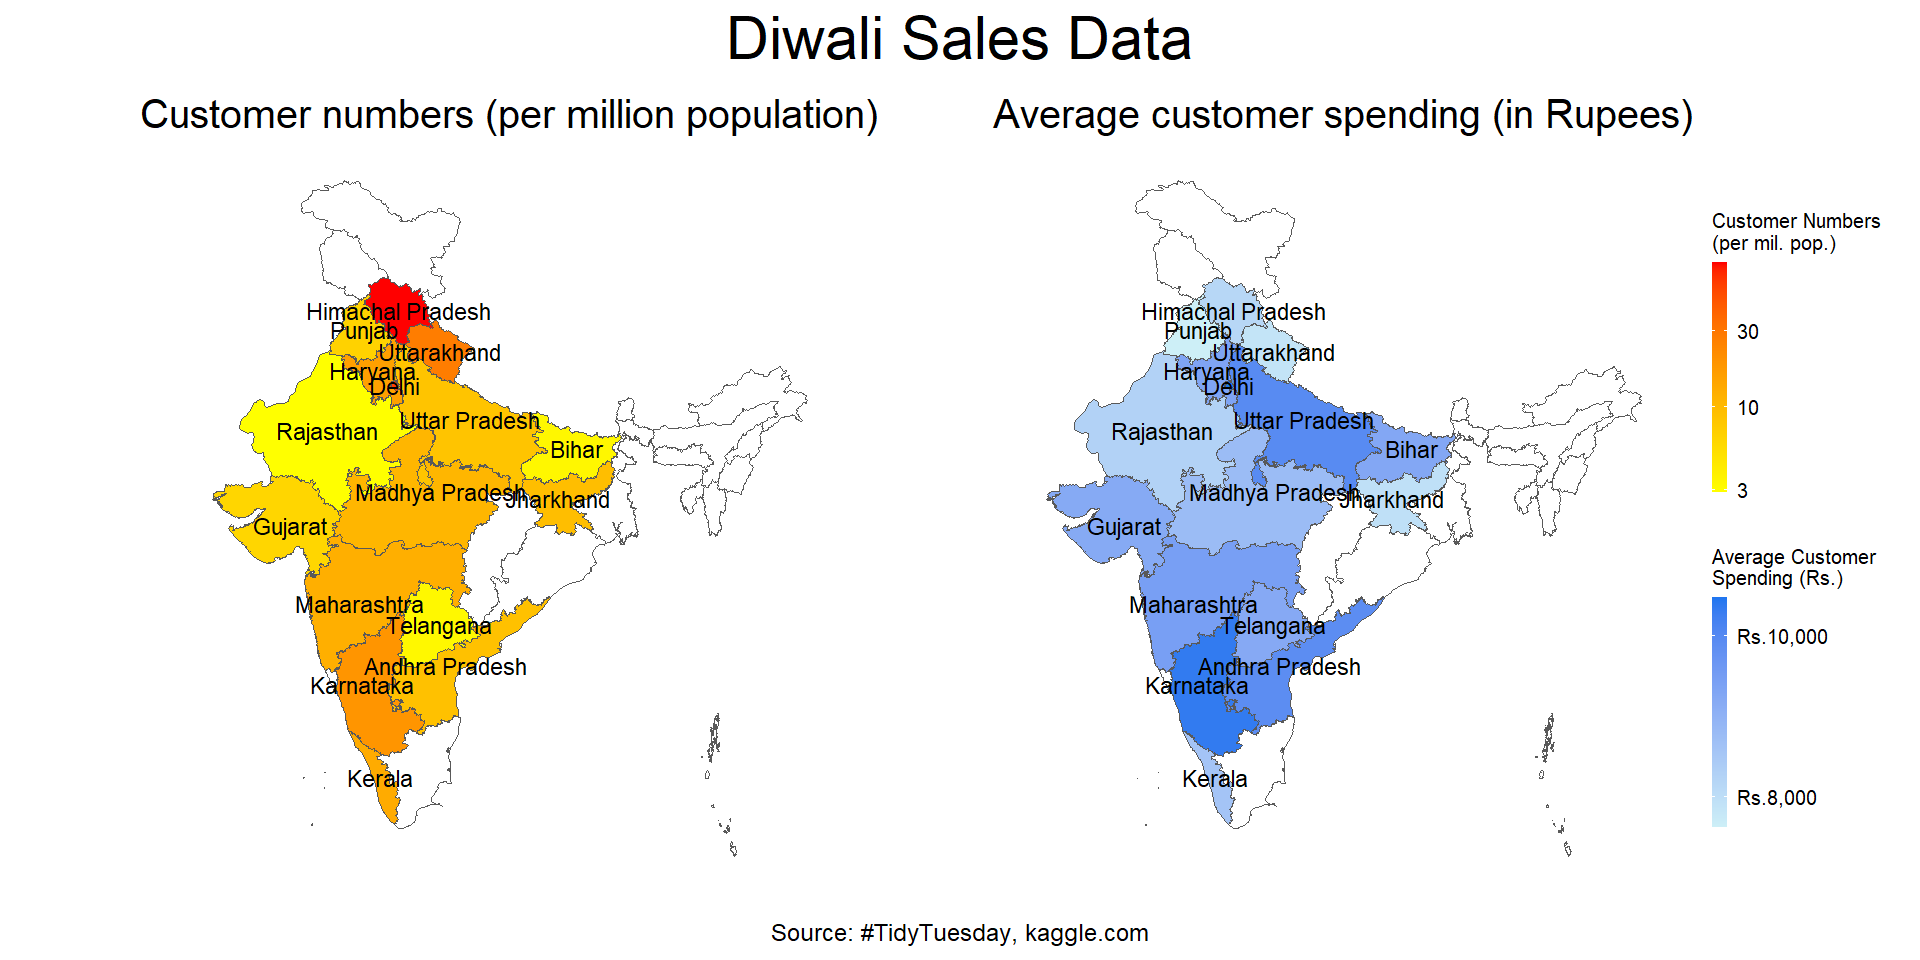 Diwali Sales Data
Customer numbers (per million population)
Himachal Pradesh
Punjab
Uttarakhand
Haryana
Delhi
Uttar Pradesh
Rajasthan
Bihar
Madhya Pradesh
Jharkhand
Gujarat
Maharashtra
Telangana
Andhra Pradesh
Karnataka
Kerala
Average customer spending (in Rupees)
Himachal Pradesh
Punjab
Uttarakhand
Haryana
Delhi
Uttar Pradesh
Rajasthan
Bihar
Madhya Pradesh
Jharkhand
Gujarat
Maharashtra
Telangana
Andhra Pradesh
Karnataka
Kerala
Customer Numbers
(per mil. pop.)
30
10
3
Average Customer
Spending (Rs.)
Rs.10,000
Rs.8,000
Source: #TidyTuesday, kaggle.com